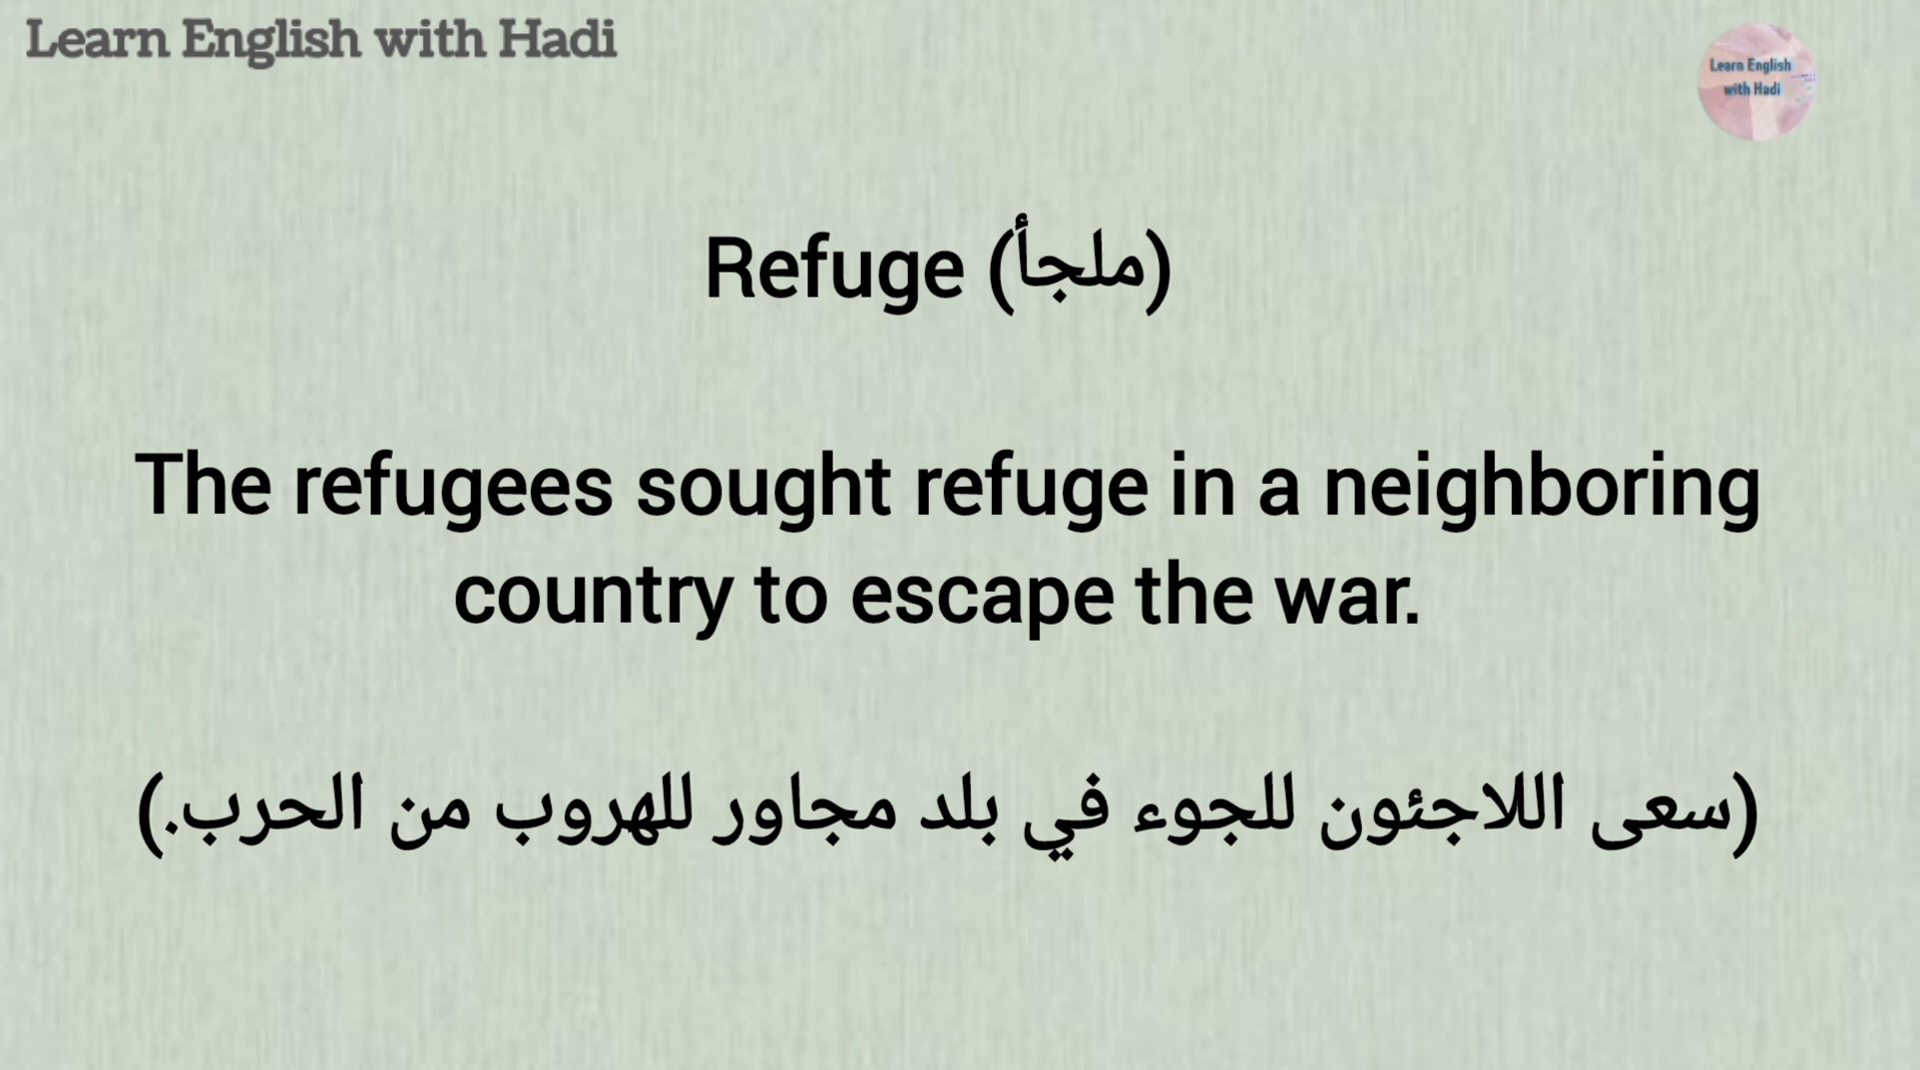 Learn English with Hadi
Learn English
with Hadi
Refuge (ملجأ)
The refugees sought refuge in a neighboring
country to escape the war.
(سعى اللاجئون للجوء في بلد مجاور للهروب من الحرب.)